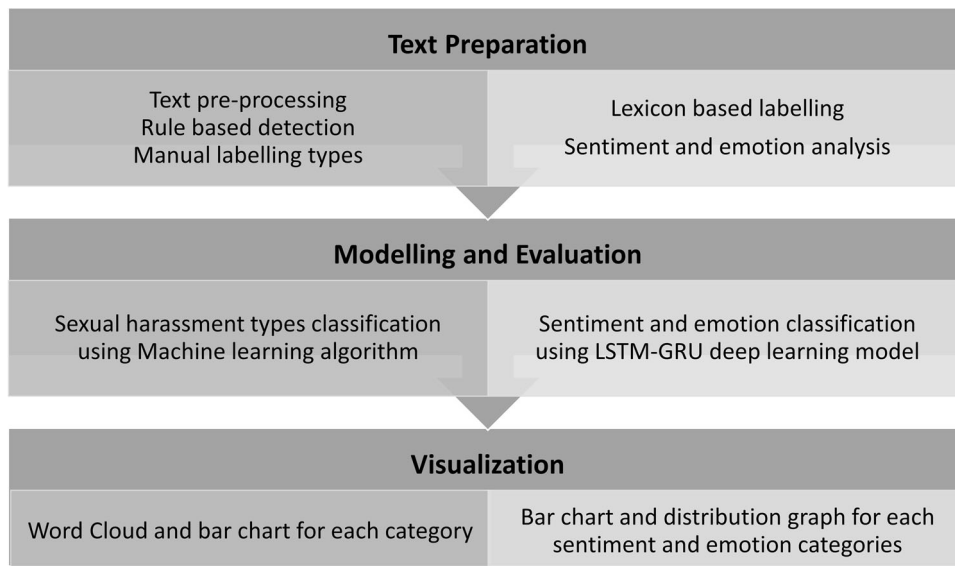 Text Preparation
Text pre-processing
Rule based detection
Manual labelling types
Lexicon based labelling
Sentiment and emotion analysis
Modelling and Evaluation
Sexual harassment types classification
using Machine learning algorithm
Sentiment and emotion classification
using LSTM-GRU deep learning model
Visualization
Word Cloud and bar chart for each category
Bar chart and distribution graph for each
sentiment and emotion categories